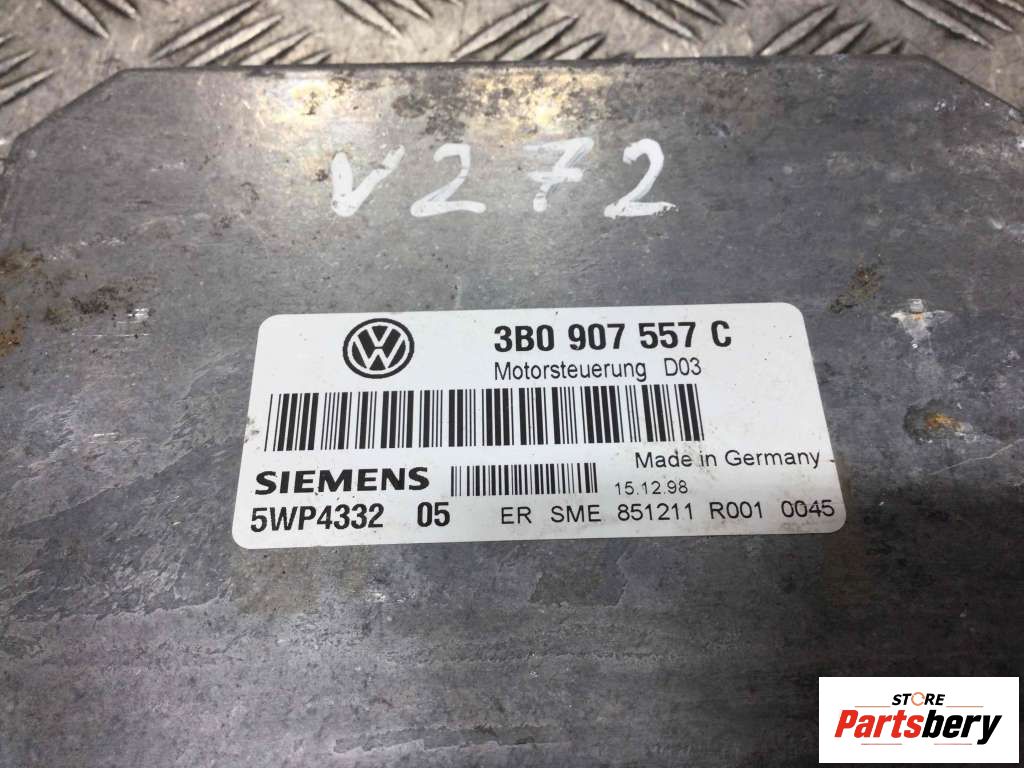 V272
3B0 907 557 C
Motorsteuerung D03
Made in Germany
SIEMENS
15.12.98
5WP4332 05 ER SME 851211 R001 0045
STORE
Partsbery